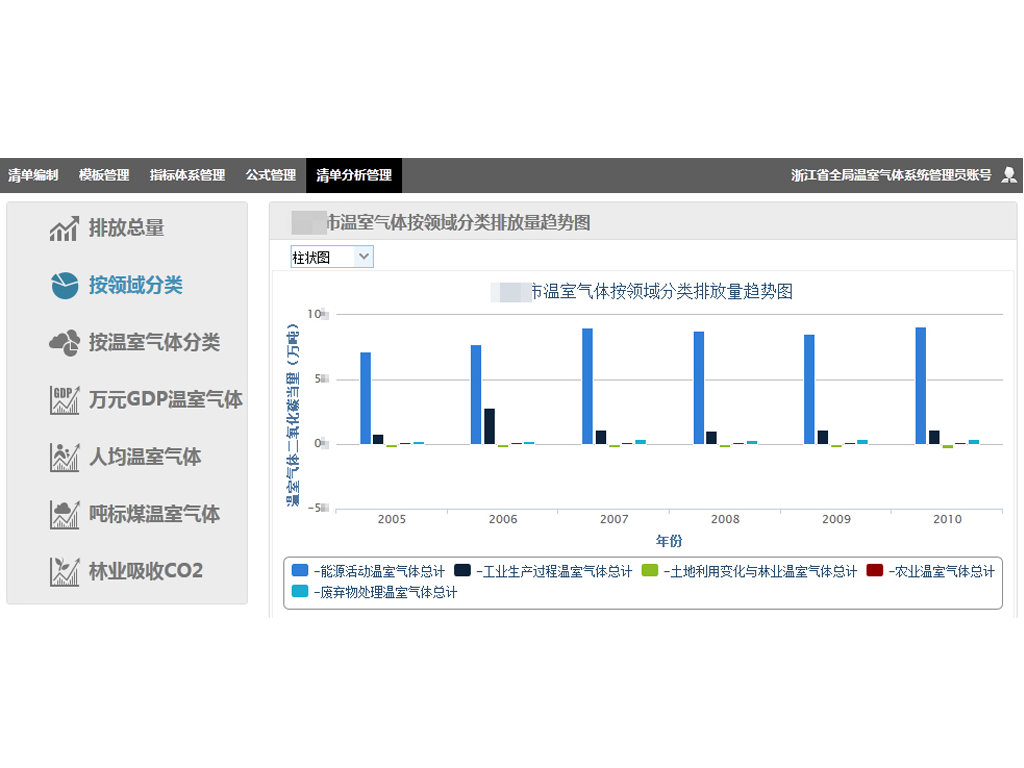 清单编制 模板管理 指标体系管理 公式管理 清单分析管理 浙江省全局温室气体系统管理员账号
排放总量
按领域分类
按温室气体分类
万元GDP温室气体
人均温室气体
吨标煤温室气体
林业吸收CO2
市温室气体按领域分类排放量趋势图
柱状图
市温室气体按领域分类排放量趋势图
温室气体二氧化碳当量（万吨）
10
5
0
-5
2005 2006 2007 2008 2009 2010
年份
-能源活动温室气体总计 -工业生产过程温室气体总计 -土地利用变化与林业温室气体总计 -农业温室气体总计
-废弃物处理温室气体总计
GDP